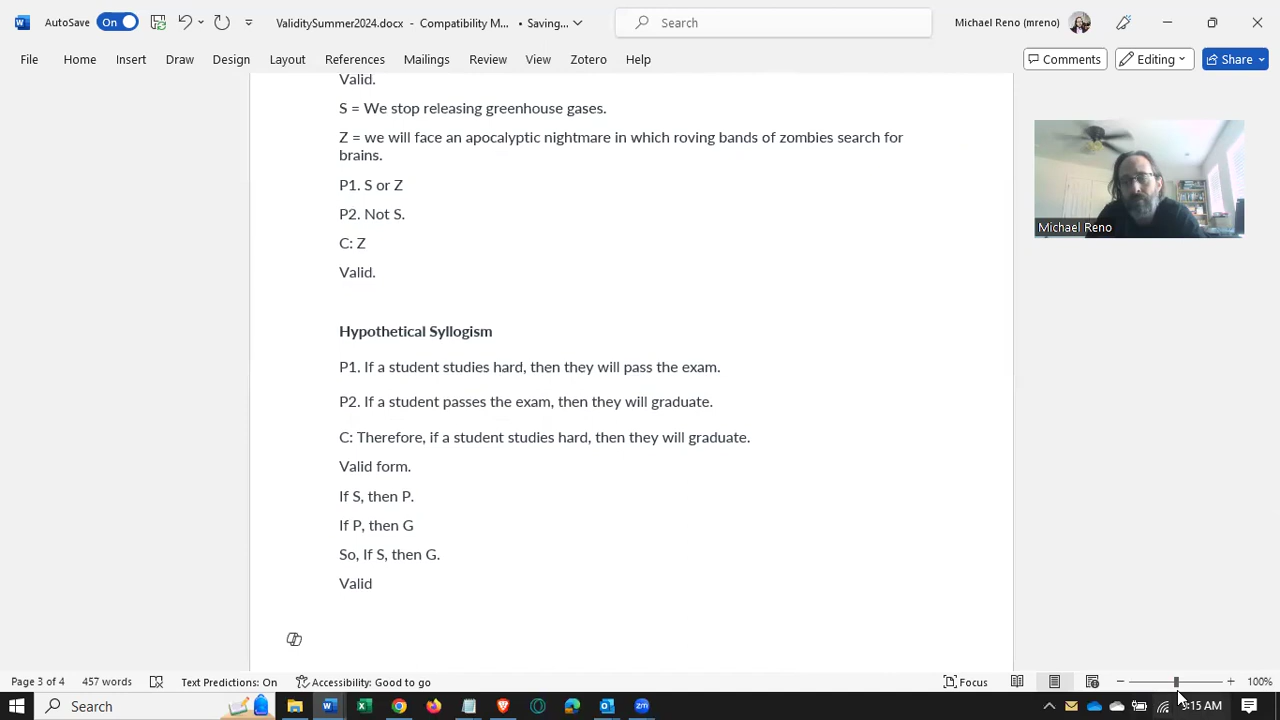 AutoSave On ValiditySummer2024.docx - Compatibility M... • Saving... Search Michael Reno (mreno)
File Home Insert Draw Design Layout References Mailings Review View Zotero Help Comments Editing Share
Valid.
S = We stop releasing greenhouse gases.
Z = we will face an apocalyptic nightmare in which roving bands of zombies search for
brains.
P1. S or Z
P2. Not S.
C: Z
Valid.
Michael Reno
Hypothetical Syllogism
P1. If a student studies hard, then they will pass the exam.
P2. If a student passes the exam, then they will graduate.
C: Therefore, if a student studies hard, then they will graduate.
Valid form.
If S, then P.
If P, then G
So, If S, then G.
Valid
Page 3 of 4 457 words Text Predictions: On Accessibility: Good to go Focus 100%
Search :15 AM